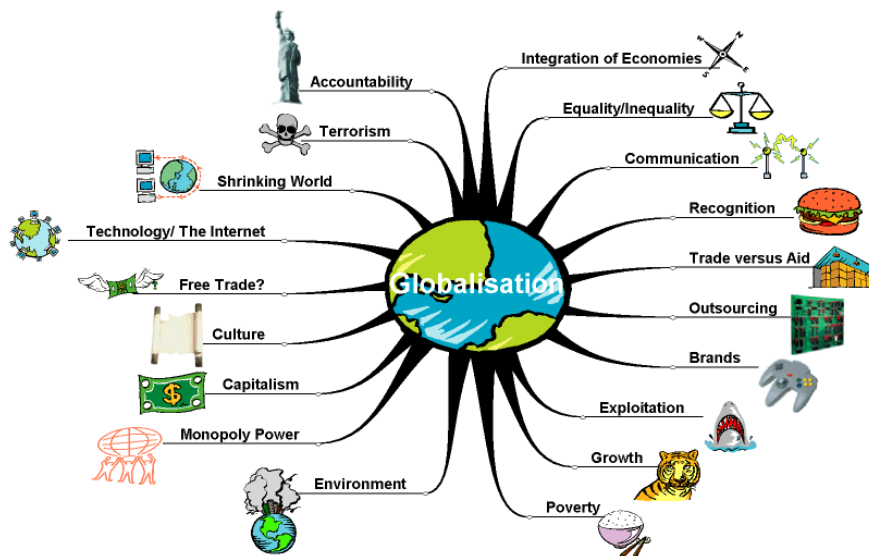 Globalisation
Integration of Economies
Equality/Inequality
Communication
Recognition
Trade versus Aid
Outsourcing
Brands
Exploitation
Growth
Poverty
Environment
Monopoly Power
Capitalism
Culture
Free Trade?
Technology/ The Internet
Shrinking World
Terrorism
Accountability
N
E
S
W